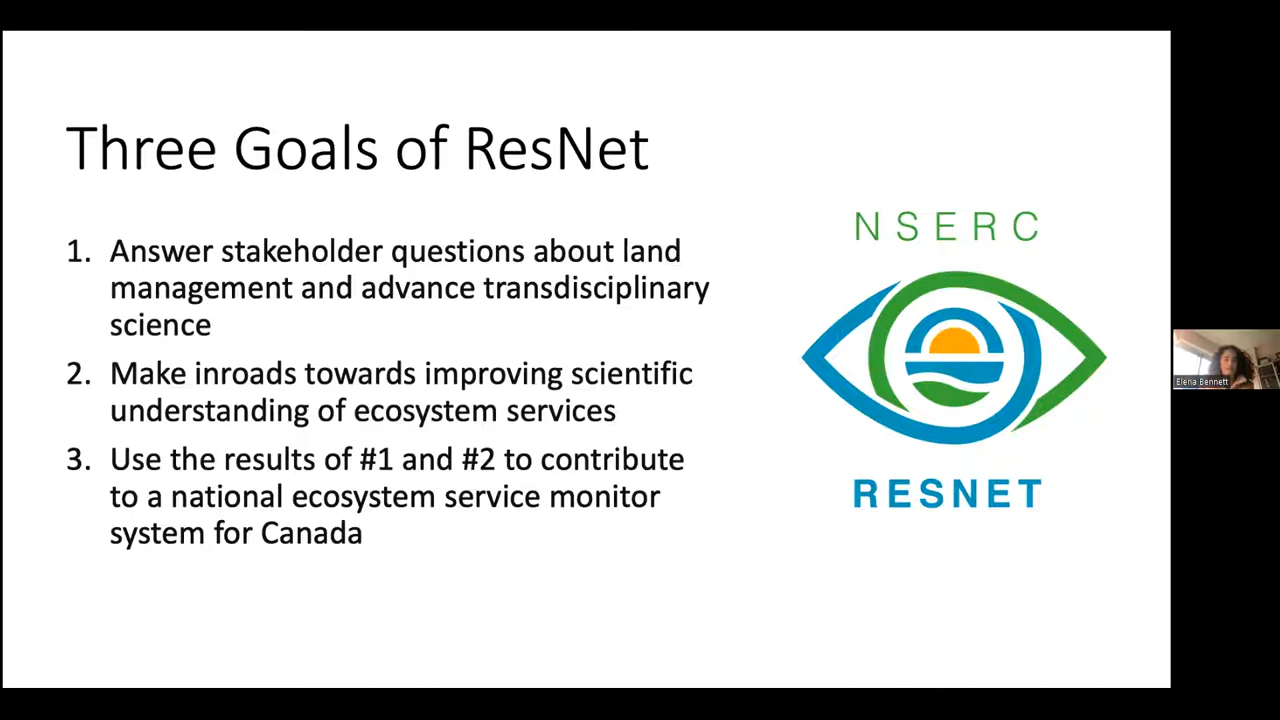 Three Goals of ResNet
1. Answer stakeholder questions about land
management and advance transdisciplinary
science
2. Make inroads towards improving scientific
understanding of ecosystem services
3. Use the results of #1 and #2 to contribute
to a national ecosystem service monitor
system for Canada
NSERC
RESNET
Elena Bennett